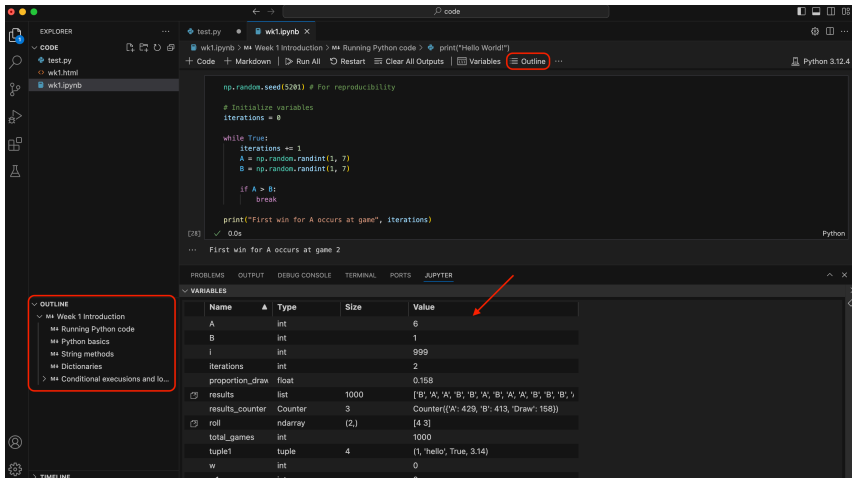 code
EXPLORER
CODE
test.py
wk1.html
wk1.ipynb
test.py
wk1.ipynb
wk1.ipynb > M↓ Week 1 Introduction > M↓ Running Python code > print("Hello World!")
+ Code + Markdown | Run All Restart Clear All Outputs | Variables Outline ...
Python 3.12.4
np.random.seed(5201) # For reproducibility
# Initialize variables
iterations = 0
while True:
iterations += 1
A = np.random.randint(1, 7)
B = np.random.randint(1, 7)
if A > B:
break
print("First win for A occurs at game", iterations)
[28] ✓ 0.0s
Python
... First win for A occurs at game 2
PROBLEMS OUTPUT DEBUG CONSOLE TERMINAL PORTS JUPYTER
VARIABLES
Name ▲ Type Size Value
A int 6
B int 1
i int 999
iterations int 2
proportion_draw float 0.158
results list 1000 ['B', 'A', 'A', 'B', 'B', 'A', 'B', 'A', 'A', 'B', 'B', 'B',
results_counter Counter 3 Counter({'A': 429, 'B': 413, 'Draw': 158})
roll ndarray (2,) [4 3]
total_games int 1000
tuple1 tuple 4 (1, 'hello', True, 3.14)
w int 0
OUTLINE
M↓ Week 1 Introduction
M↓ Running Python code
M↓ Python basics
M↓ String methods
M↓ Dictionaries
M↓ Conditional execusions and lo...
TIMELINE